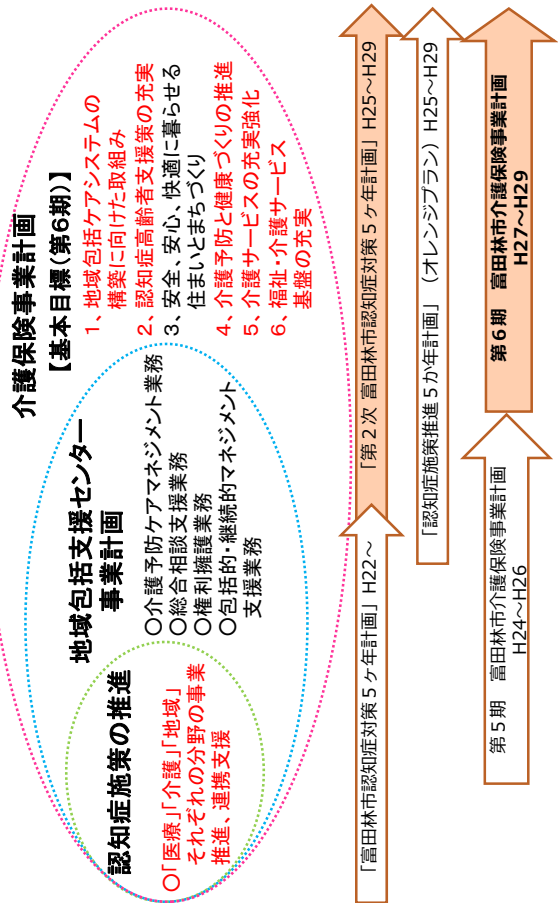 介護保険事業計画
【基本目標(第6期)】
1、地域包括ケアシステムの
構築に向けた取組み
2、認知症高齢者支援策の充実
3、安全、安心、快適に暮らせる
住まいとまちづくり
4、介護予防と健康づくりの推進
5、介護サービスの充実強化
6、福祉・介護サービス
基盤の充実
地域包括支援センター
事業計画
〇介護予防ケアマネジメント業務
〇総合相談支援業務
〇権利擁護業務
〇包括的・継続的マネジメント
支援業務
認知症施策の推進
〇「医療」「介護」「地域」
それぞれの分野の事業
推進、連携支援
「富田林市認知症対策5ヶ年計画」H22~
「第2次 富田林市認知症対策5ヶ年計画」H25~H29
「認知症施策推進5か年計画」(オレンジプラン)H25~H29
第5期 富田林市介護保険事業計画
H24~H26
第6期 富田林市介護保険事業計画
H27~H29